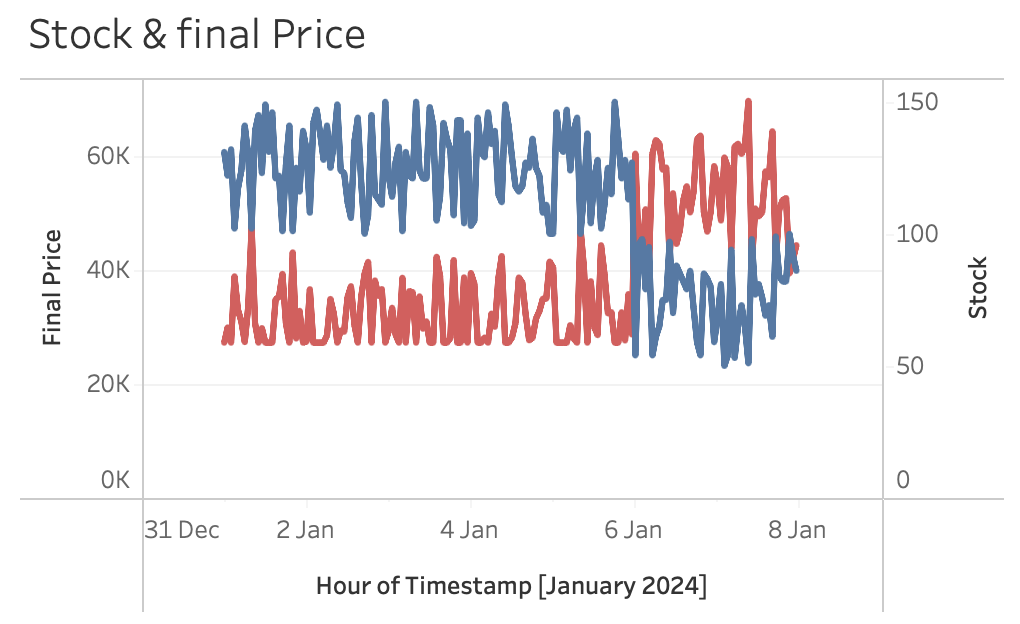 Stock & final Price
60K
40K
20K
0K
Final Price
150
100
50
0
Stock
31 Dec
2 Jan
4 Jan
6 Jan
8 Jan
Hour of Timestamp [January 2024]